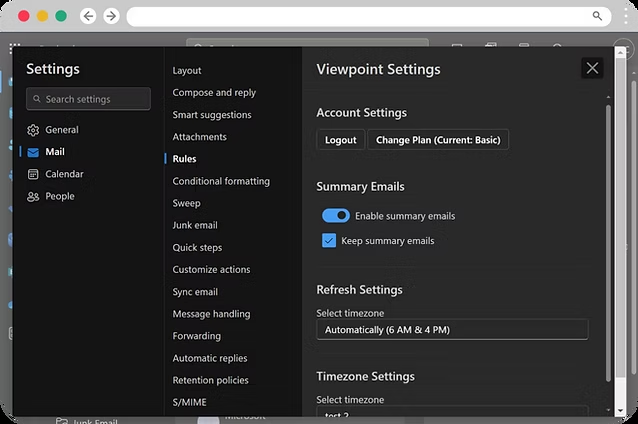 Settings
Search settings
General
Mail
Calendar
People
Layout
Compose and reply
Smart suggestions
Attachments
Rules
Conditional formatting
Sweep
Junk email
Quick steps
Customize actions
Sync email
Message handling
Forwarding
Automatic replies
Retention policies
S/MIME
Viewpoint Settings
Account Settings
Logout
Change Plan (Current: Basic)
Summary Emails
Enable summary emails
Keep summary emails
Refresh Settings
Select timezone
Automatically (6 AM & 4 PM)
Timezone Settings
Select timezone
test 2
Junk Email
Microsoft